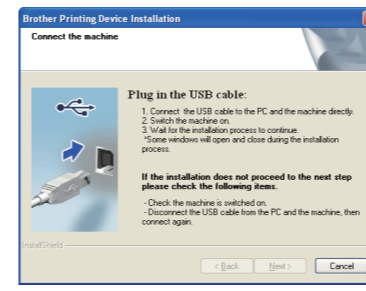 Brother Printing Device Installation
Connect the machine
Plug in the USB cable:
1. Connect the USB cable to the PC and the machine directly.
2. Switch the machine on.
3. Wait for the installation process to continue.
*Some windows will open and close during the installation
process.
If the installation does not proceed to the next step
please check the following items.
- Check the machine is switched on.
- Disconnect the USB cable from the PC and the machine, then
connect again.
InstallShield
< Back Next > Cancel